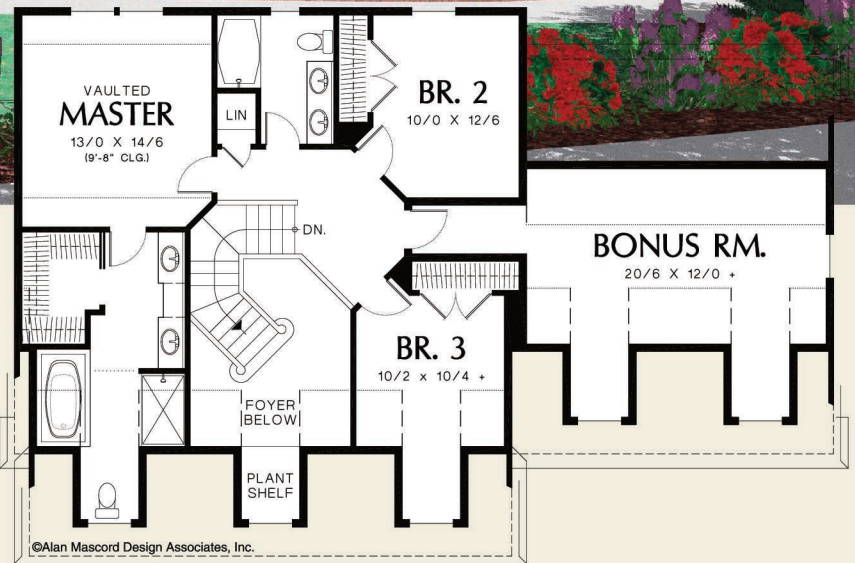 VAULTED
MASTER
13/0 X 14/6
(9'-8" CLG.)
LIN
BR. 2
10/0 X 12/6
DN.
BONUS RM.
20/6 X 12/0 +
BR. 3
10/2 x 10/4 +
FOYER
BELOW
PLANT
SHELF
©Alan Mascord Design Associates, Inc.